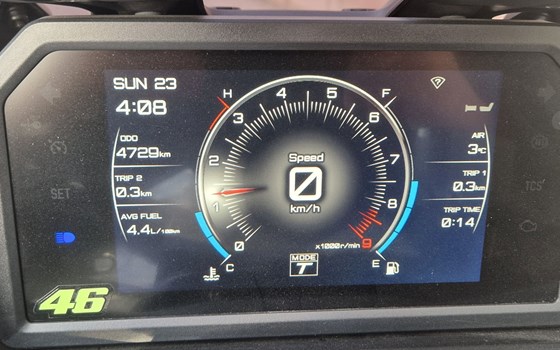 SUN 23
4:08
ODO
4729km
TRIP 2
0.3km
AVG FUEL
4.4L/100km
SET
H
F
0
1
2
3
4
5
6
7
8
9
Speed
0
km/h
x1000r/min
MODE
T
C
E
AIR
3°C
TRIP 1
0.3km
TRIP TIME
0:14
TCS
46